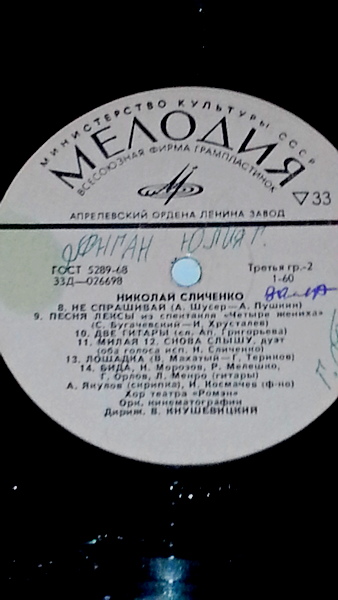 МИНИСТЕРСТВО КУЛЬТУРЫ СССР
МЕЛОДИЯ
ВСЕСОЮЗНАЯ ФИРМА ГРАМПЛАСТИНОК
▽33
АПРЕЛЕВСКИЙ ОРДЕНА ЛЕНИНА ЗАВОД
ЮЛИЯ Г.
ГОСТ 5289-68 Третья гр.-2
33Д—026698 1-60
НИКОЛАЙ СЛИЧЕНКО
8. НЕ СПРАШИВАЙ (А. Шусер—А. Пушкин)
9. ПЕСНЯ ЛЕКСЫ из спектакля «Четыре жениха»
(С. Бугачевский—И. Хрусталев)
10. ДВЕ ГИТАРЫ (сл. Ап. Григорьева)
11. МИЛАЯ 12. СНОВА СЛЫШУ, дуэт
(оба голоса исп. Н. Сличенко)
13. ЛОШАДКА (В. Махатый—Г. Теринов)
14. БИДА, Н. Морозов, Р. Мелешко,
Г. Орлов, Л. Менро (гитары)
А. Якулов (скрипка), И. Космачев (ф-но)
Хор театра «Ромэн»
Орк. кинематографии
Дириж. В. КНУШЕВИЦКИЙ